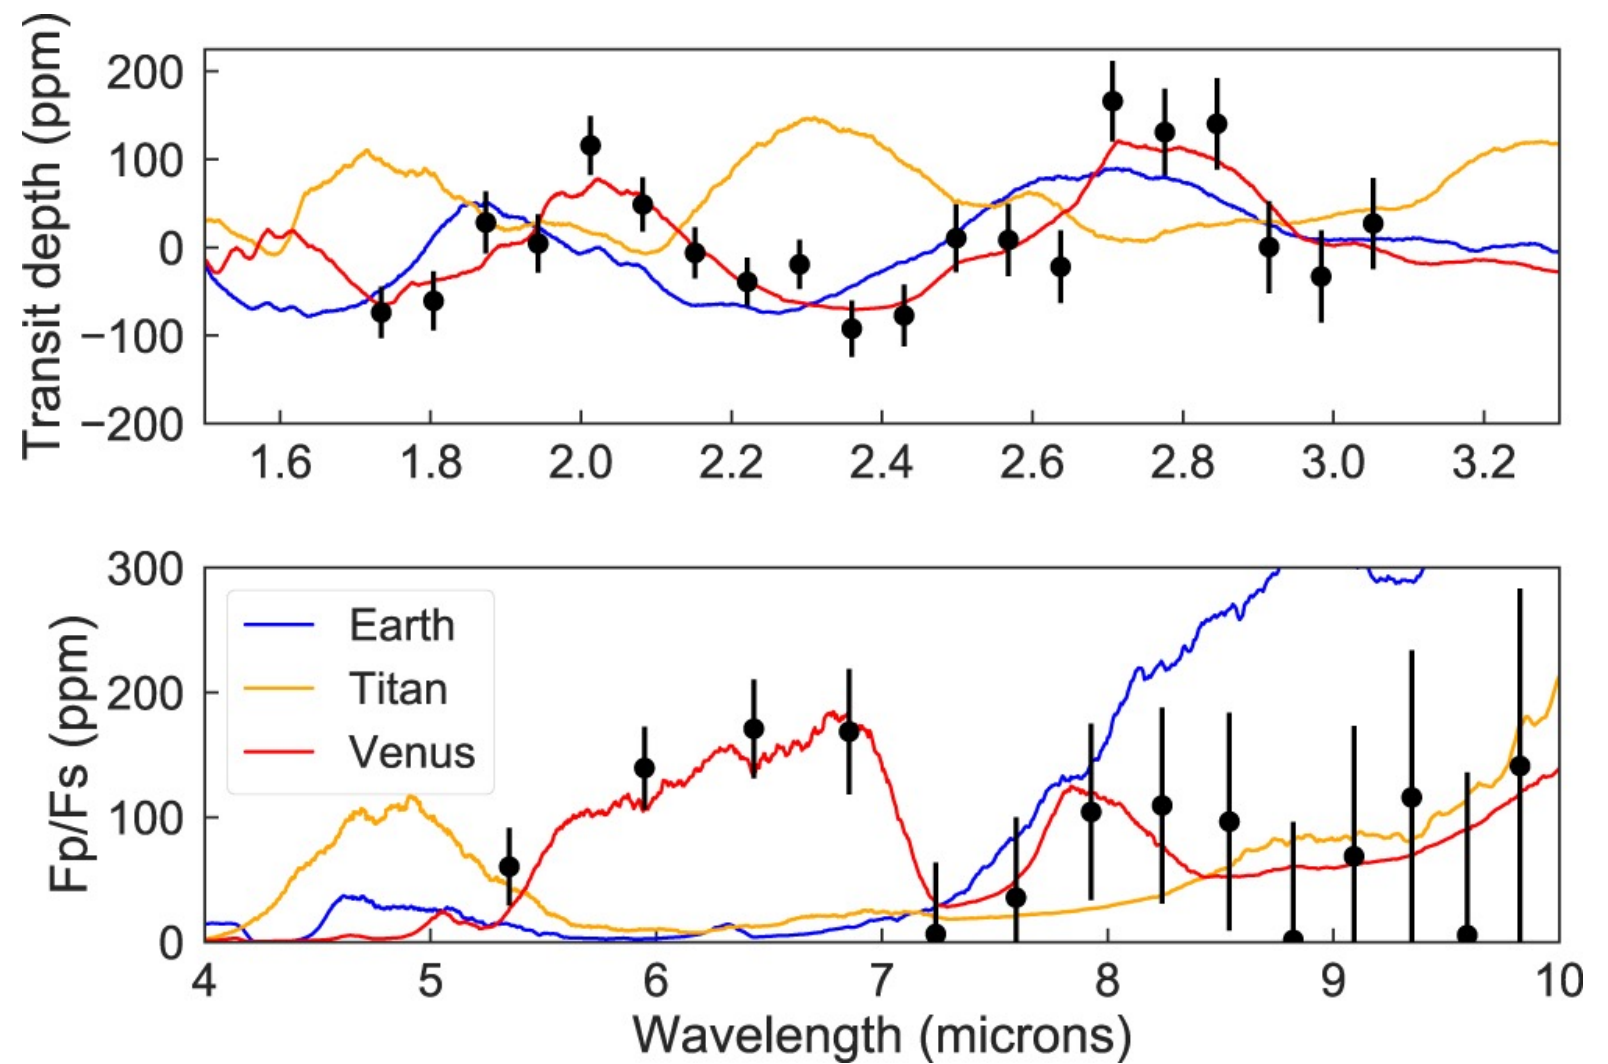 Transit depth (ppm)
200
100
0
−100
−200
1.6 1.8 2.0 2.2 2.4 2.6 2.8 3.0 3.2
Fp/Fs (ppm)
300
200
100
0
Earth
Titan
Venus
4 5 6 7 8 9 10
Wavelength (microns)